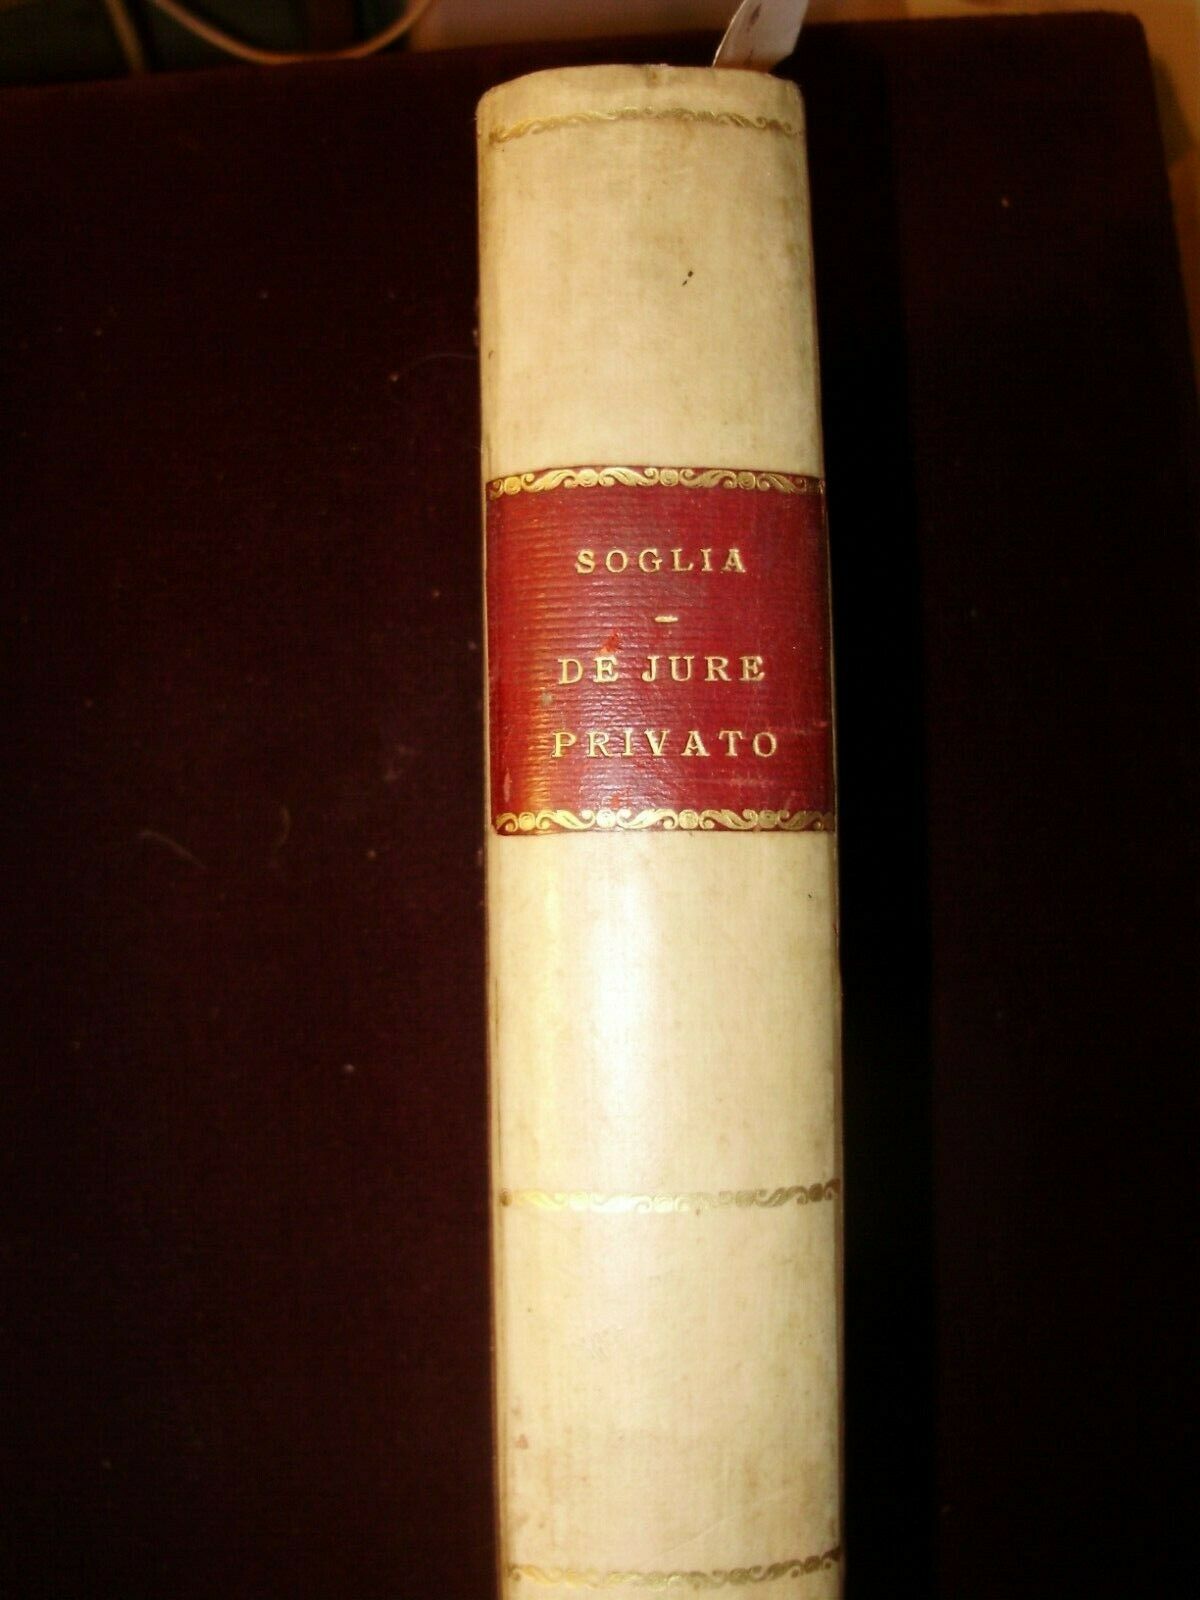 SOGLIA
-
DE JURE
PRIVATO